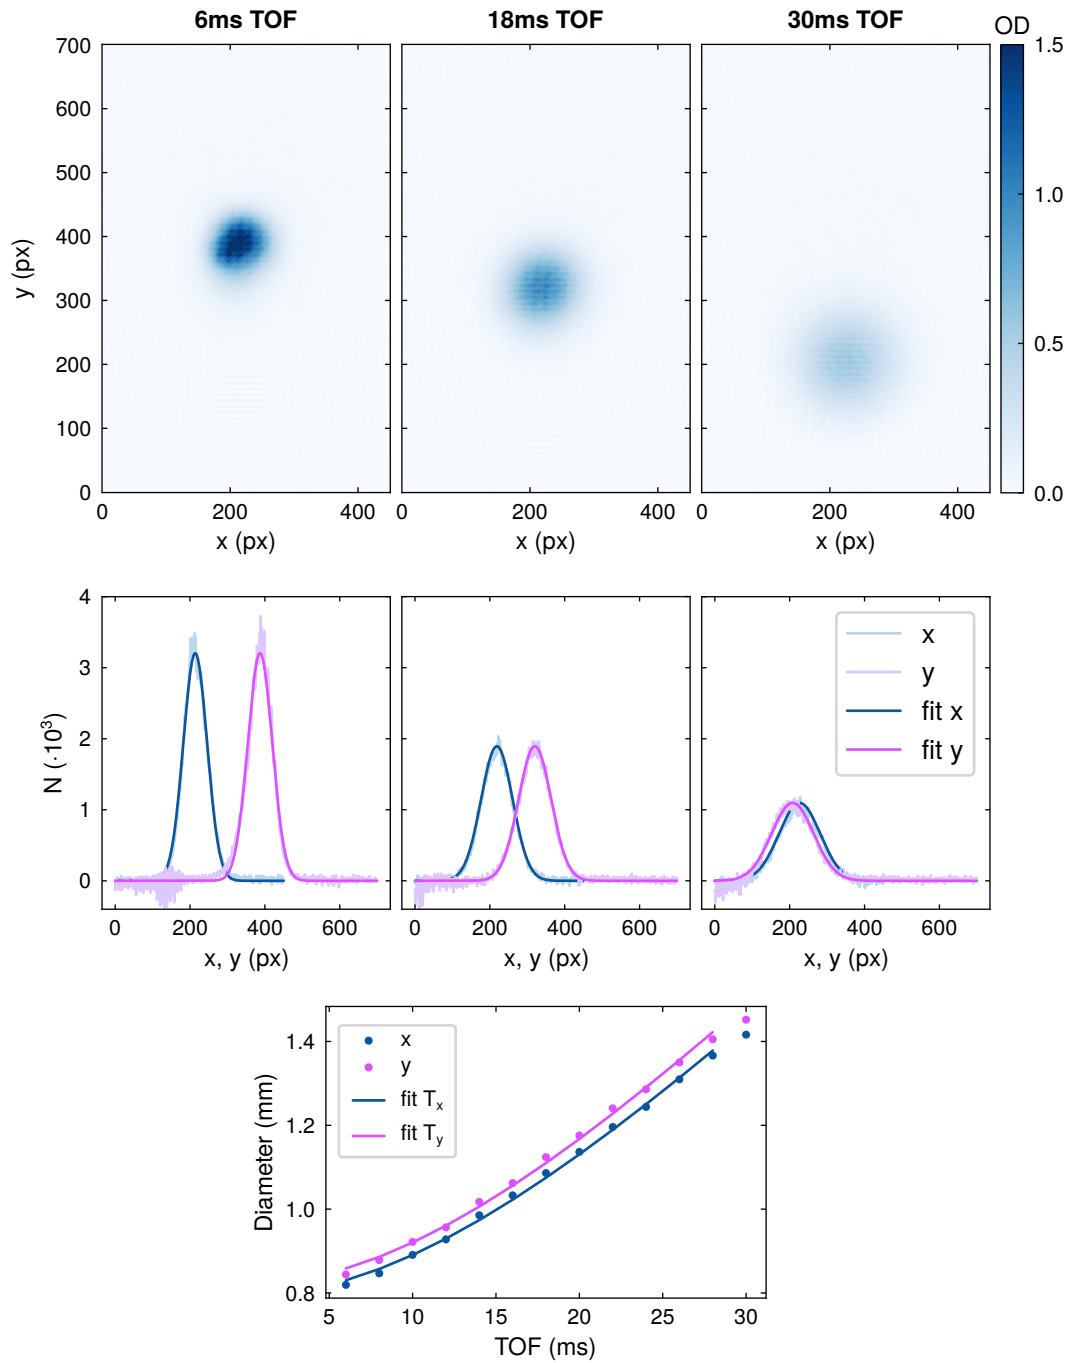 6ms TOF 18ms TOF 30ms TOF OD
700 600 500 400 300 200 100 0
y (px)
1.5 1.0 0.5 0.0
0 200 400 0 200 400 0 200 400
x (px) x (px) x (px)
4 3 2 1 0
N (·10³)
x
y
fit x
fit y
0 200 400 600 0 200 400 600 0 200 400 600
x, y (px) x, y (px) x, y (px)
1.4 1.2 1.0 0.8
Diameter (mm)
x
y
fit Tₓ
fit T_y
5 10 15 20 25 30
TOF (ms)